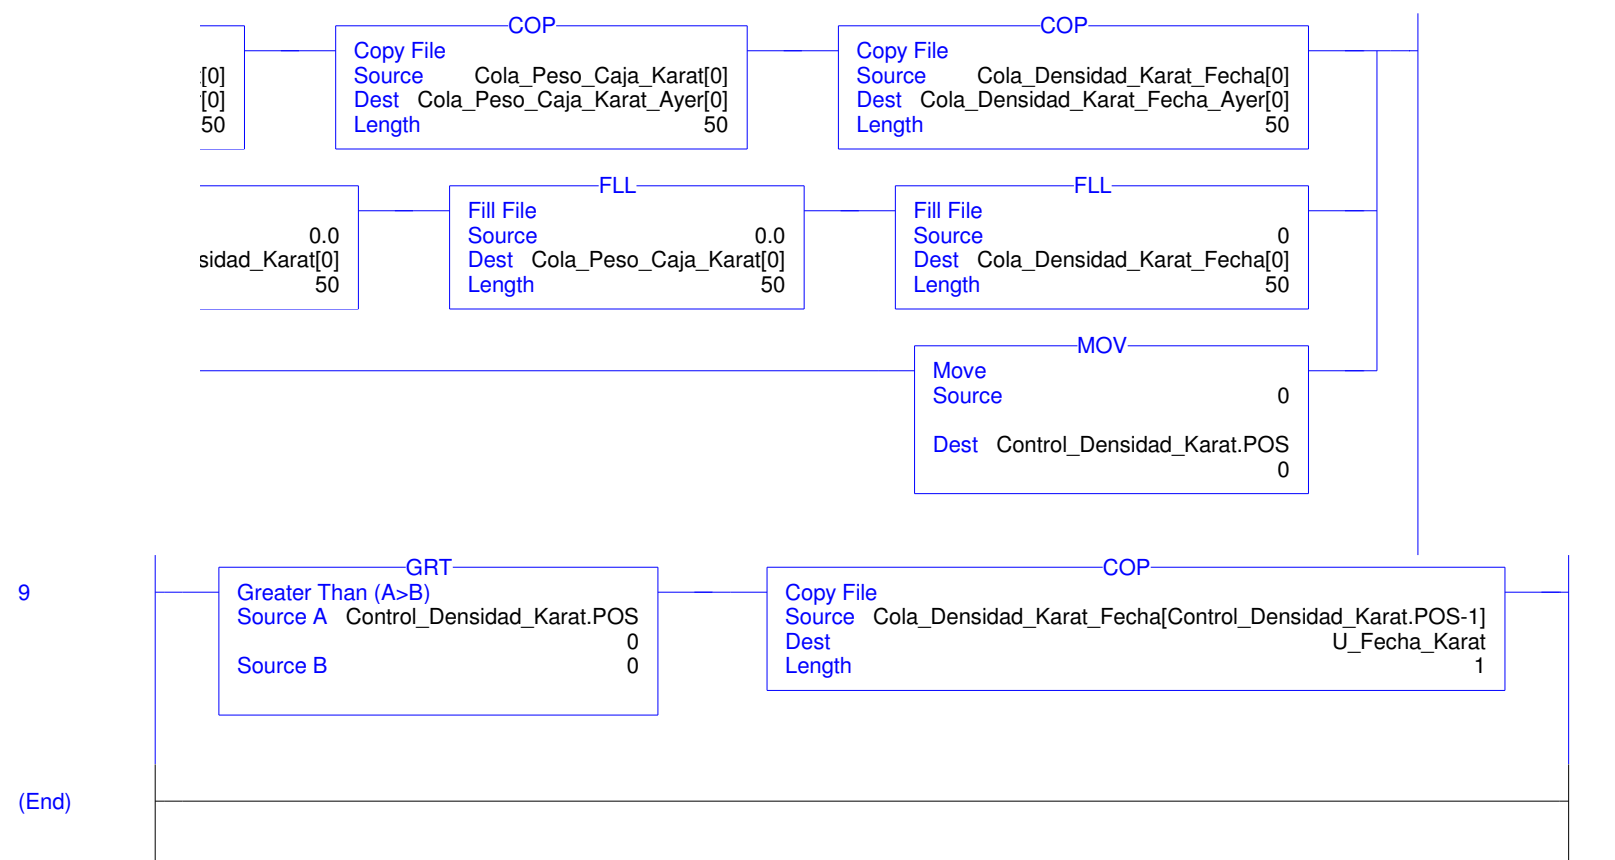 COP COP
Copy File Copy File
[0] Source Cola_Peso_Caja_Karat[0] Source Cola_Densidad_Karat_Fecha[0]
[0] Dest Cola_Peso_Caja_Karat_Ayer[0] Dest Cola_Densidad_Karat_Fecha_Ayer[0]
50 Length 50 Length 50
FLL FLL
Fill File Fill File
0.0 Source 0.0 Source 0
sidad_Karat[0] Dest Cola_Peso_Caja_Karat[0] Dest Cola_Densidad_Karat_Fecha[0]
50 Length 50 Length 50
MOV
Move
Source 0
Dest Control_Densidad_Karat.POS
0
GRT COP
9 Greater Than (A>B) Copy File
Source A Control_Densidad_Karat.POS Source Cola_Densidad_Karat_Fecha[Control_Densidad_Karat.POS-1]
0 Dest U_Fecha_Karat
Source B 0 Length 1
(End)